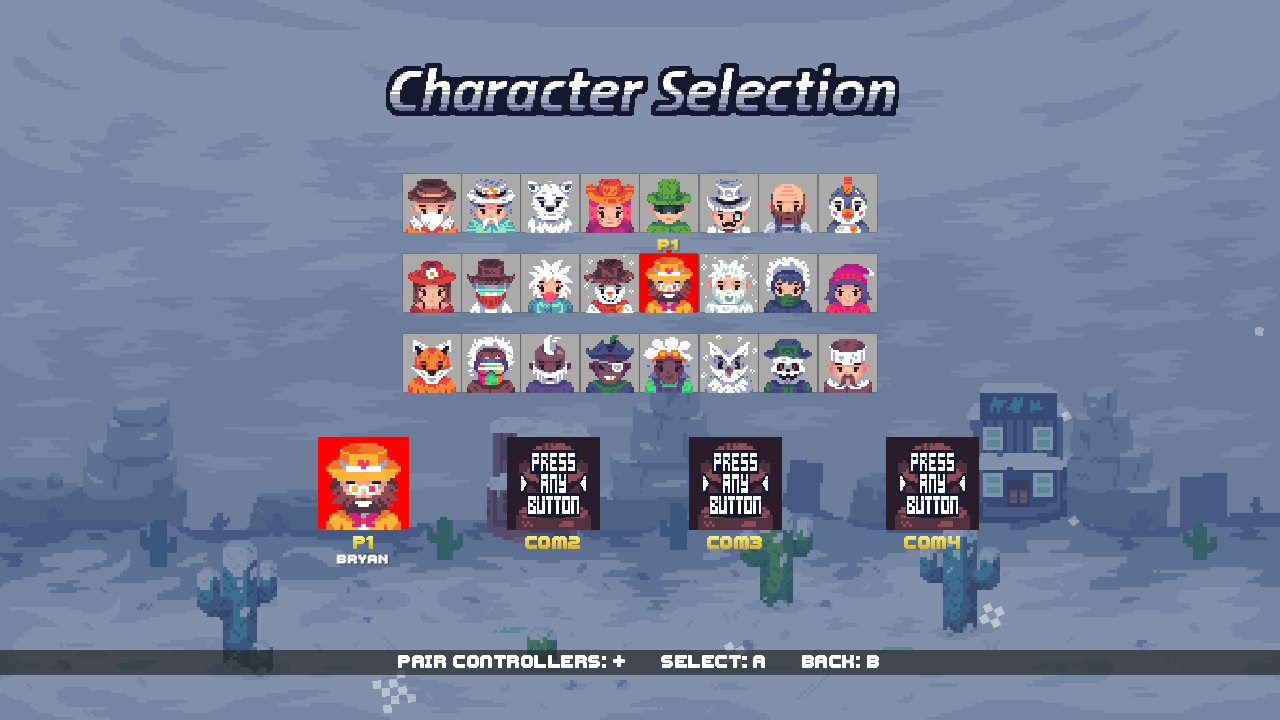 Character Selection
P1
PRESS ANY BUTTON
PRESS ANY BUTTON
PRESS ANY BUTTON
P1
COM2
COM3
COM4
BRYAN
PAIR CONTROLLERS: + SELECT: A BACK: B